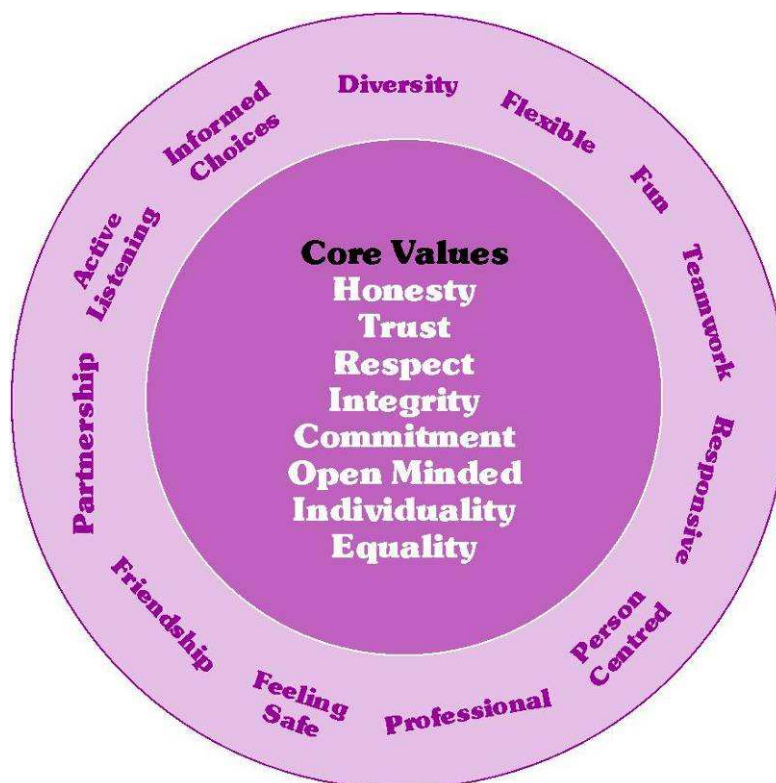 Core Values
Honesty
Trust
Respect
Integrity
Commitment
Open Minded
Individuality
Equality
Diversity
Flexible
Fun
Teamwork
Responsive
Person
Centred
Professional
Feeling
Safe
Friendship
Partnership
Active
Listening
Informed
Choices